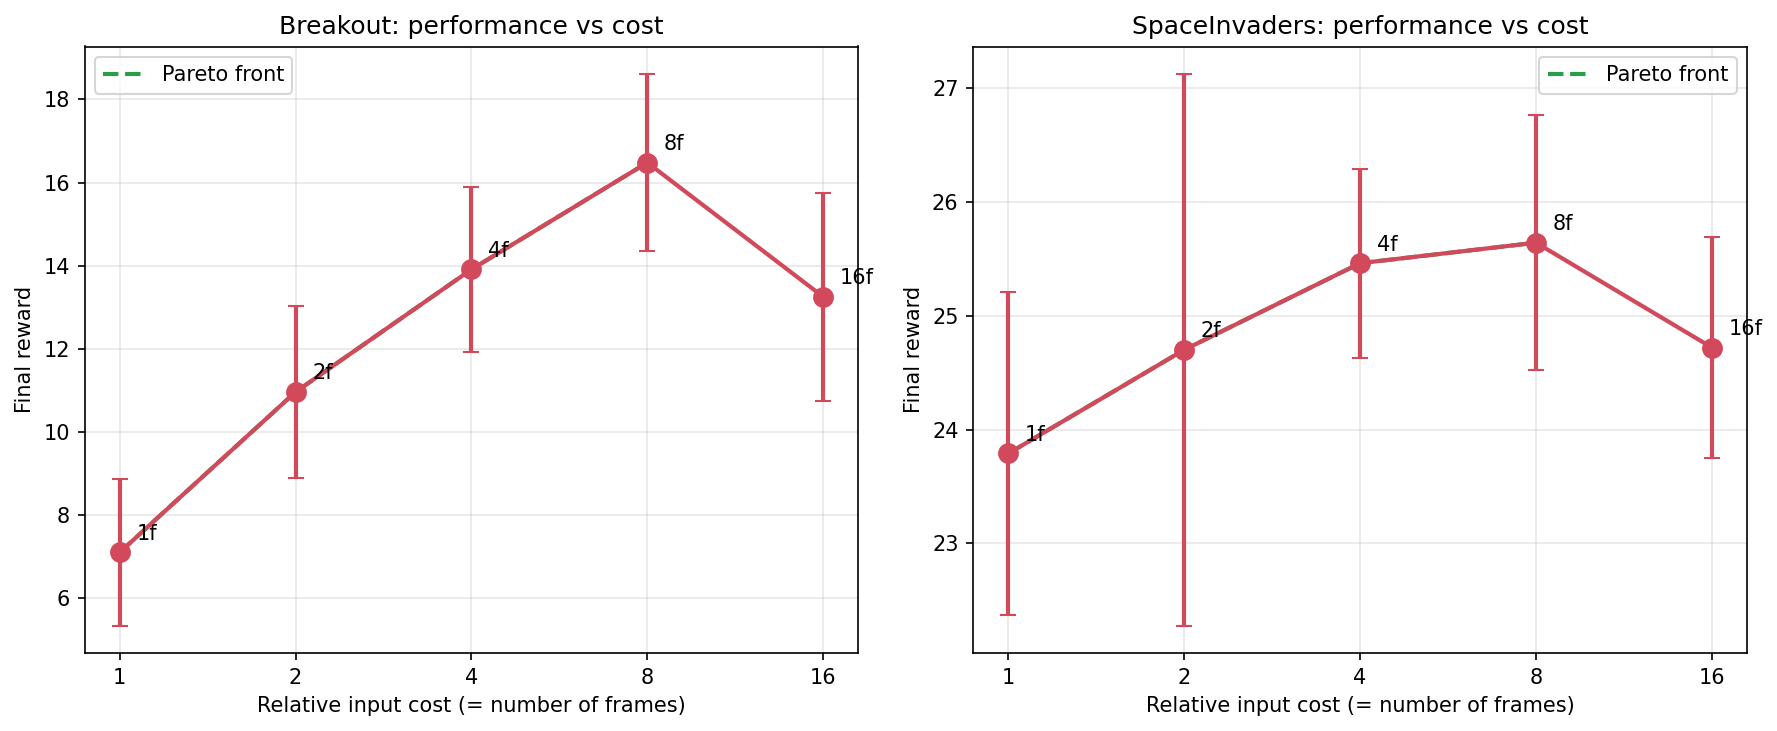 Breakout: performance vs cost
Pareto front
18
16
14
12
10
8
6
Final reward
1f
2f
4f
8f
16f
1
2
4
8
16
Relative input cost (= number of frames)
SpaceInvaders: performance vs cost
Pareto front
27
26
25
24
23
Final reward
1f
2f
4f
8f
16f
1
2
4
8
16
Relative input cost (= number of frames)